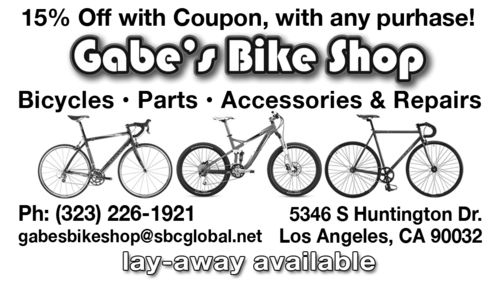 15% Off with Coupon, with any purhase!
Gabe's Bike Shop
Bicycles • Parts • Accessories & Repairs
Ph: (323) 226-1921
5346 S Huntington Dr.
gabesbikeshop@sbcglobal.net
Los Angeles, CA 90032
lay-away available